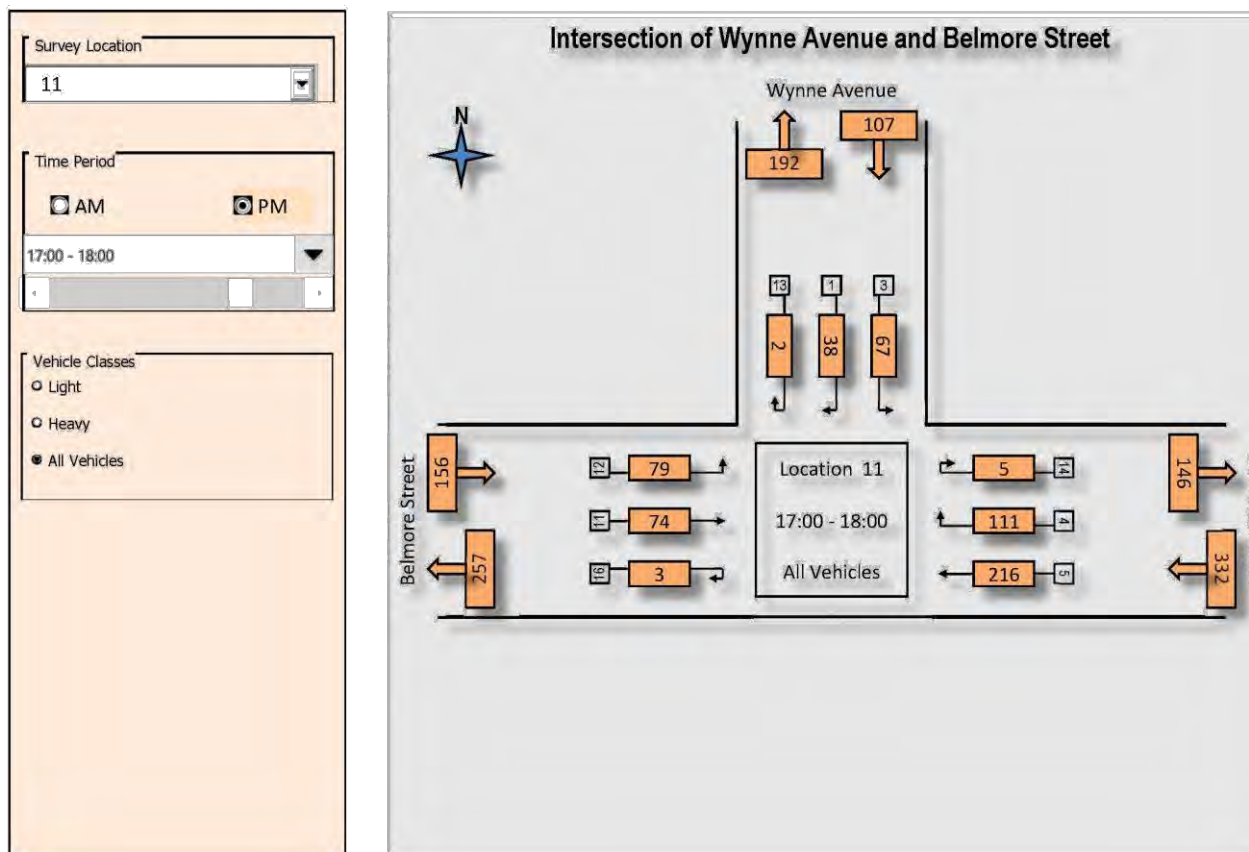 Survey Location
11
Time Period
AM
PM
17:00 - 18:00
Vehicle Classes
Light
Heavy
All Vehicles
Intersection of Wynne Avenue and Belmore Street
Wynne Avenue
N
192
107
13
1
3
2
38
67
Belmore Street
156
257
12
79
11
74
16
3
Location 11
17:00 - 18:00
All Vehicles
5
14
111
4
216
5
146
332